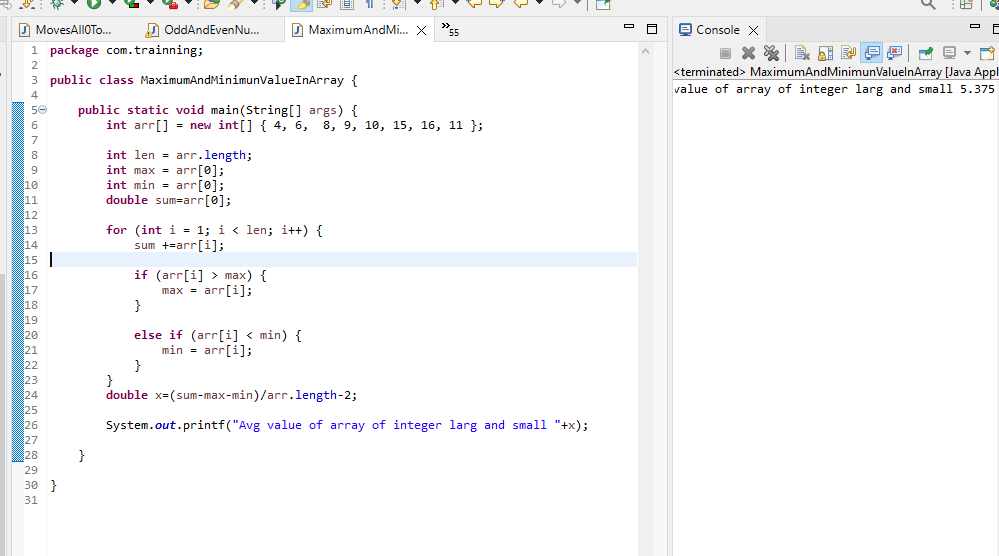 MovesAll0To...
OddAndEvenNu...
MaximumAndMi...
55
1 package com.trainning;
2
3 public class MaximumAndMinimunValueInArray {
4
5 public static void main(String[] args) {
6 int arr[] = new int[] { 4, 6,  8, 9, 10, 15, 16, 11 };
7
8 int len = arr.length;
9 int max = arr[0];
10 int min = arr[0];
11 double sum=arr[0];
12
13 for (int i = 1; i < len; i++) {
14 sum +=arr[i];
15
16 if (arr[i] > max) {
17 max = arr[i];
18 }
19
20 else if (arr[i] < min) {
21 min = arr[i];
22 }
23 }
24 double x=(sum-max-min)/arr.length-2;
25
26 System.out.printf("Avg value of array of integer larg and small "+x);
27
28 }
29
30 }
31
Console
<terminated> MaximumAndMinimunValueInArray [Java Appl
value of array of integer larg and small 5.375